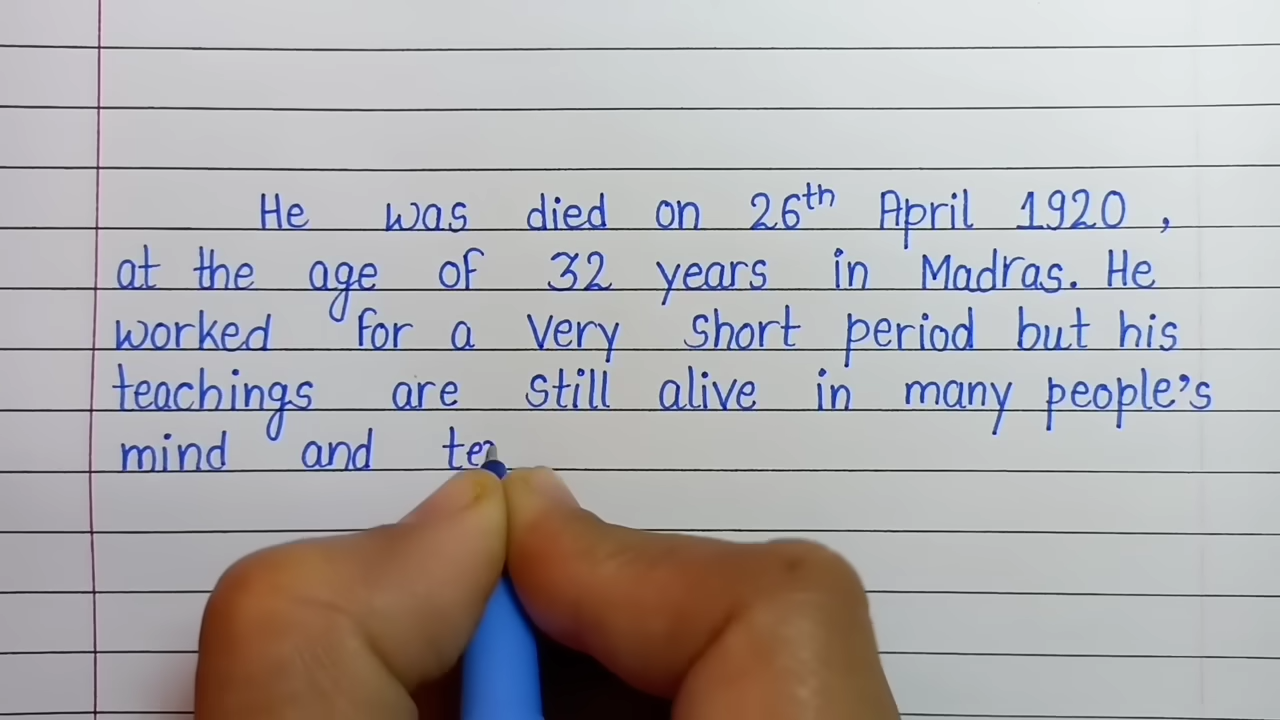 He was died on 26th April 1920,
at the age of 32 years in Madras. He
worked for a very short period but his
teachings are still alive in many people's
mind and